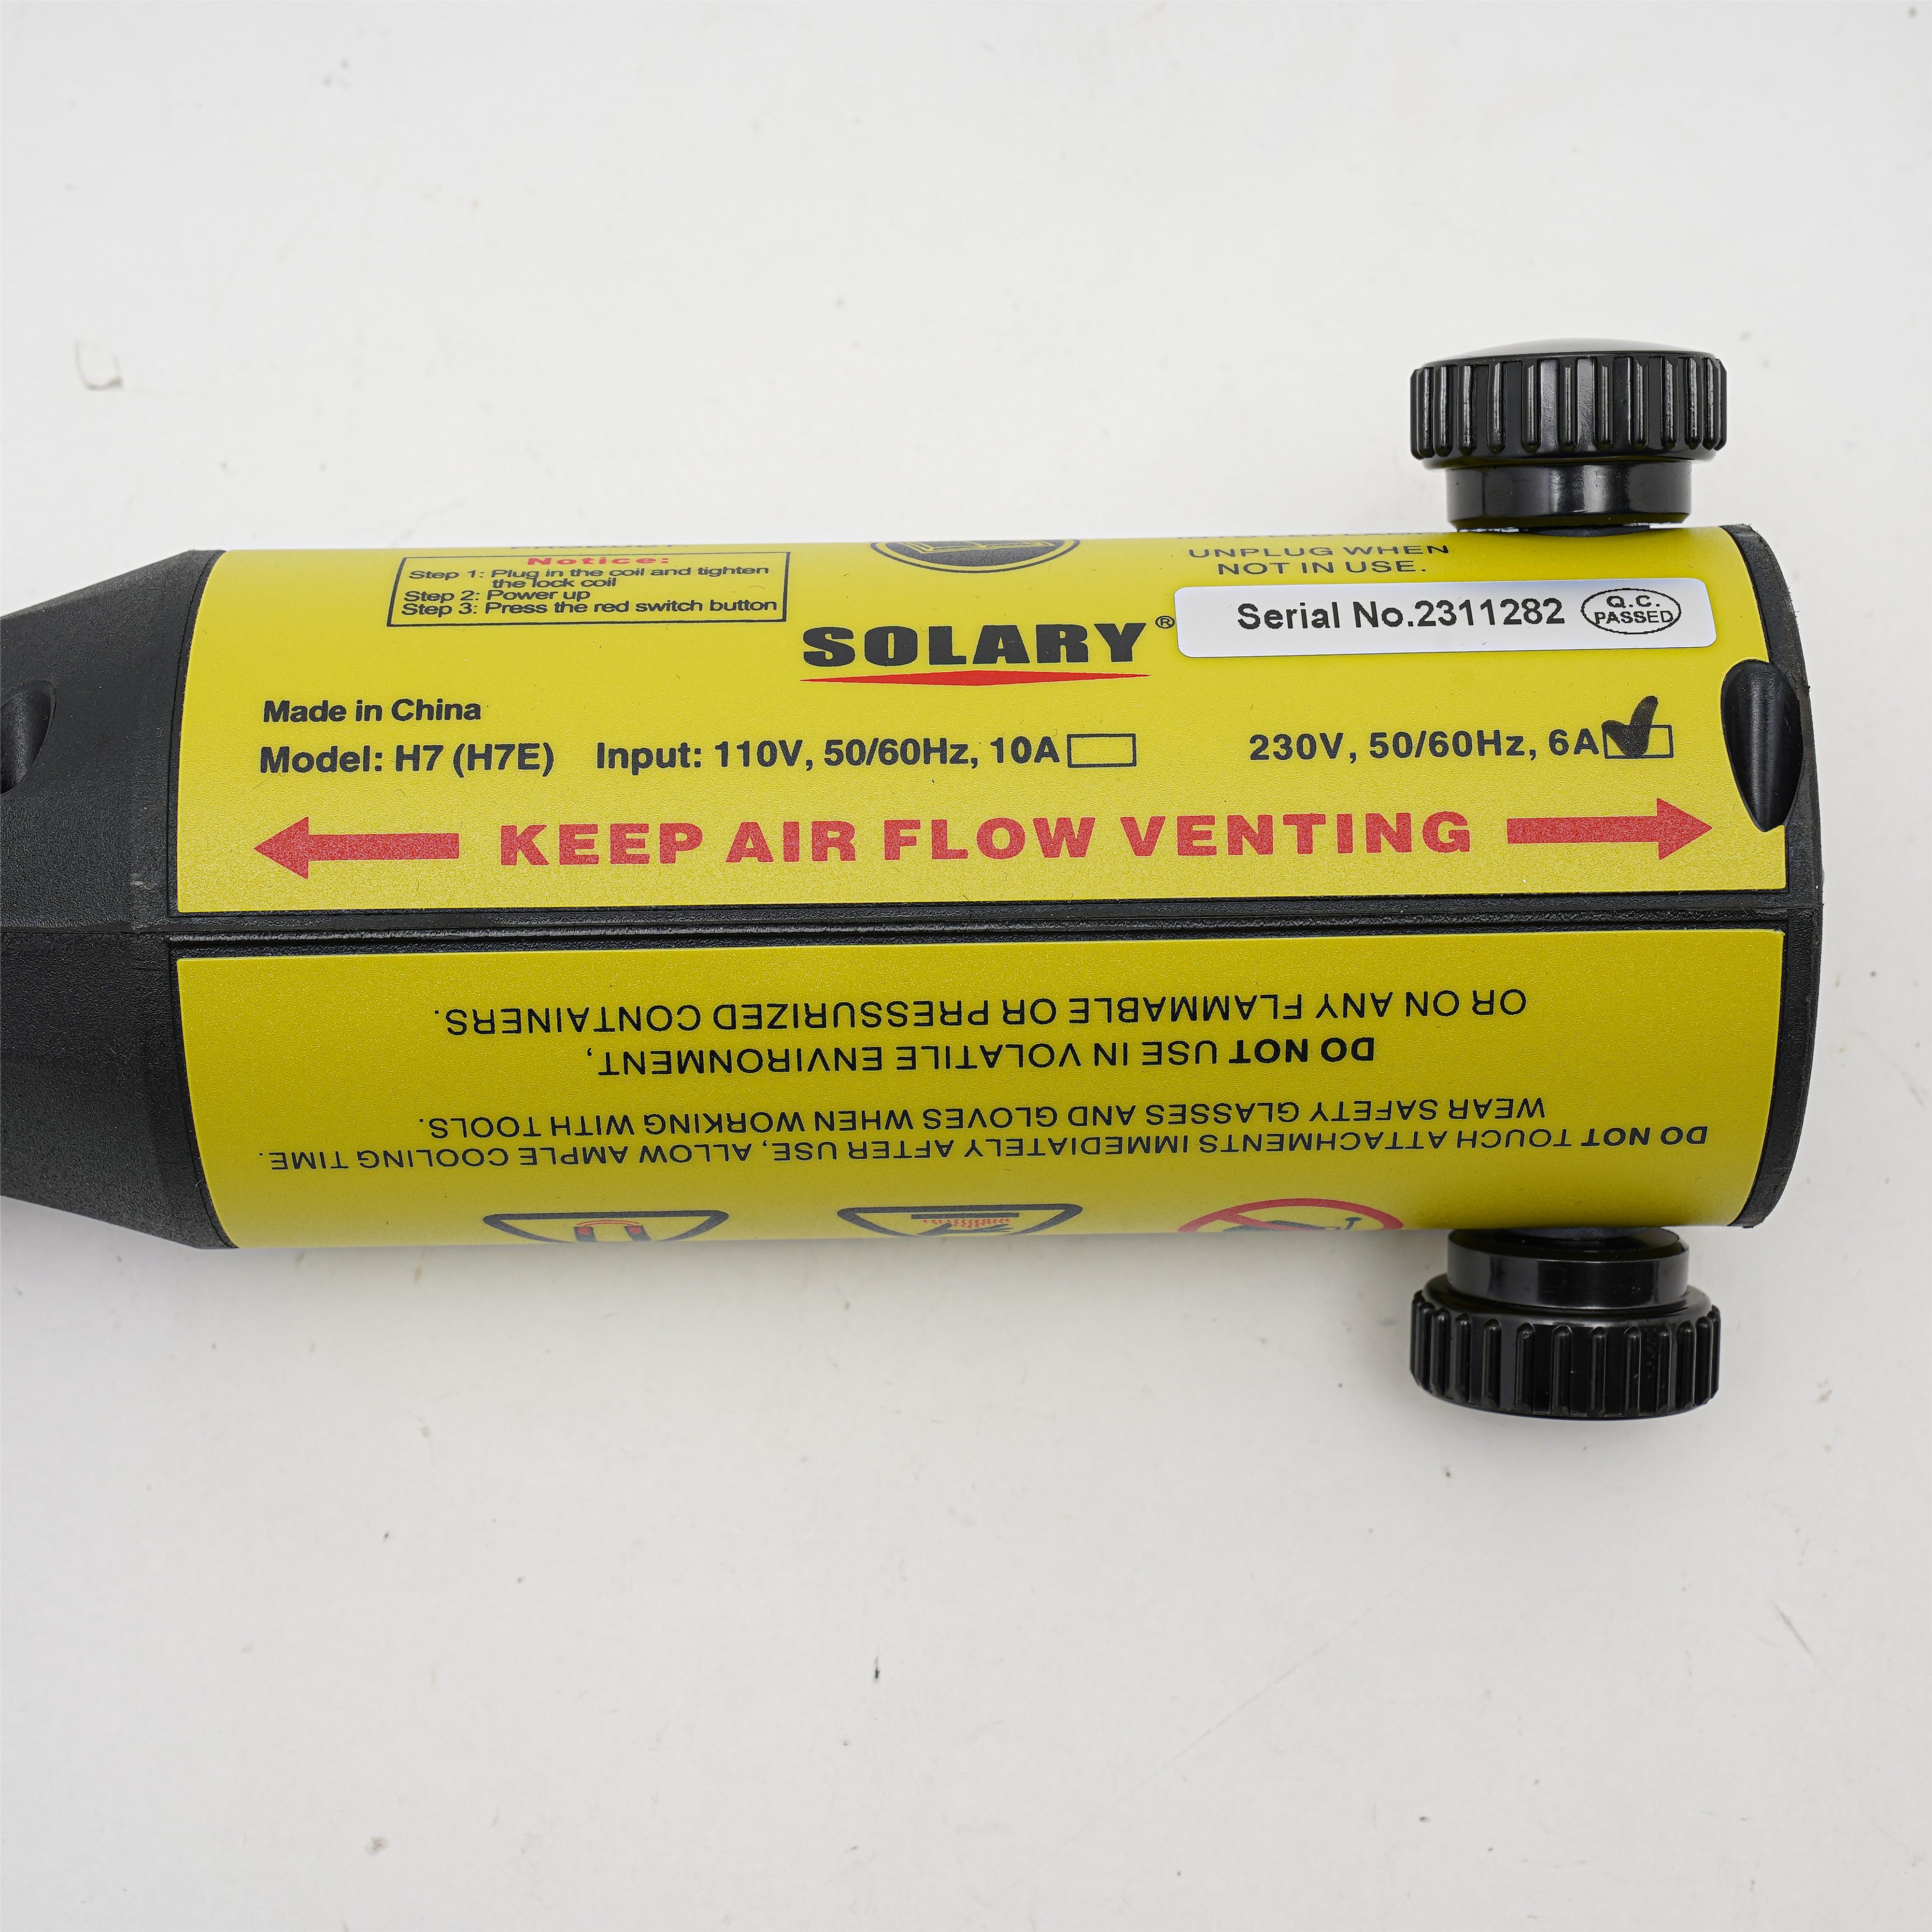 Notice:
Step 1: Plug in the coil and tighten
the lock coil
Step 2: Power up
Step 3: Press the red switch button
UNPLUG WHEN
NOT IN USE.
SOLARY®
Serial No.2311282
Q.C.
PASSED
Made in China
Model: H7 (H7E) Input: 110V, 50/60Hz, 10A 230V, 50/60Hz, 6A
KEEP AIR FLOW VENTING
DO NOT TOUCH ATTACHMENTS IMMEDIATELY AFTER USE, ALLOW AMPLE COOLING TIME.
WEAR SAFETY GLASSES AND GLOVES WHEN WORKING WITH TOOLS.
DO NOT USE IN VOLATILE ENVIRONMENT,
OR ON ANY FLAMMABLE OR PRESSURIZED CONTAINERS.